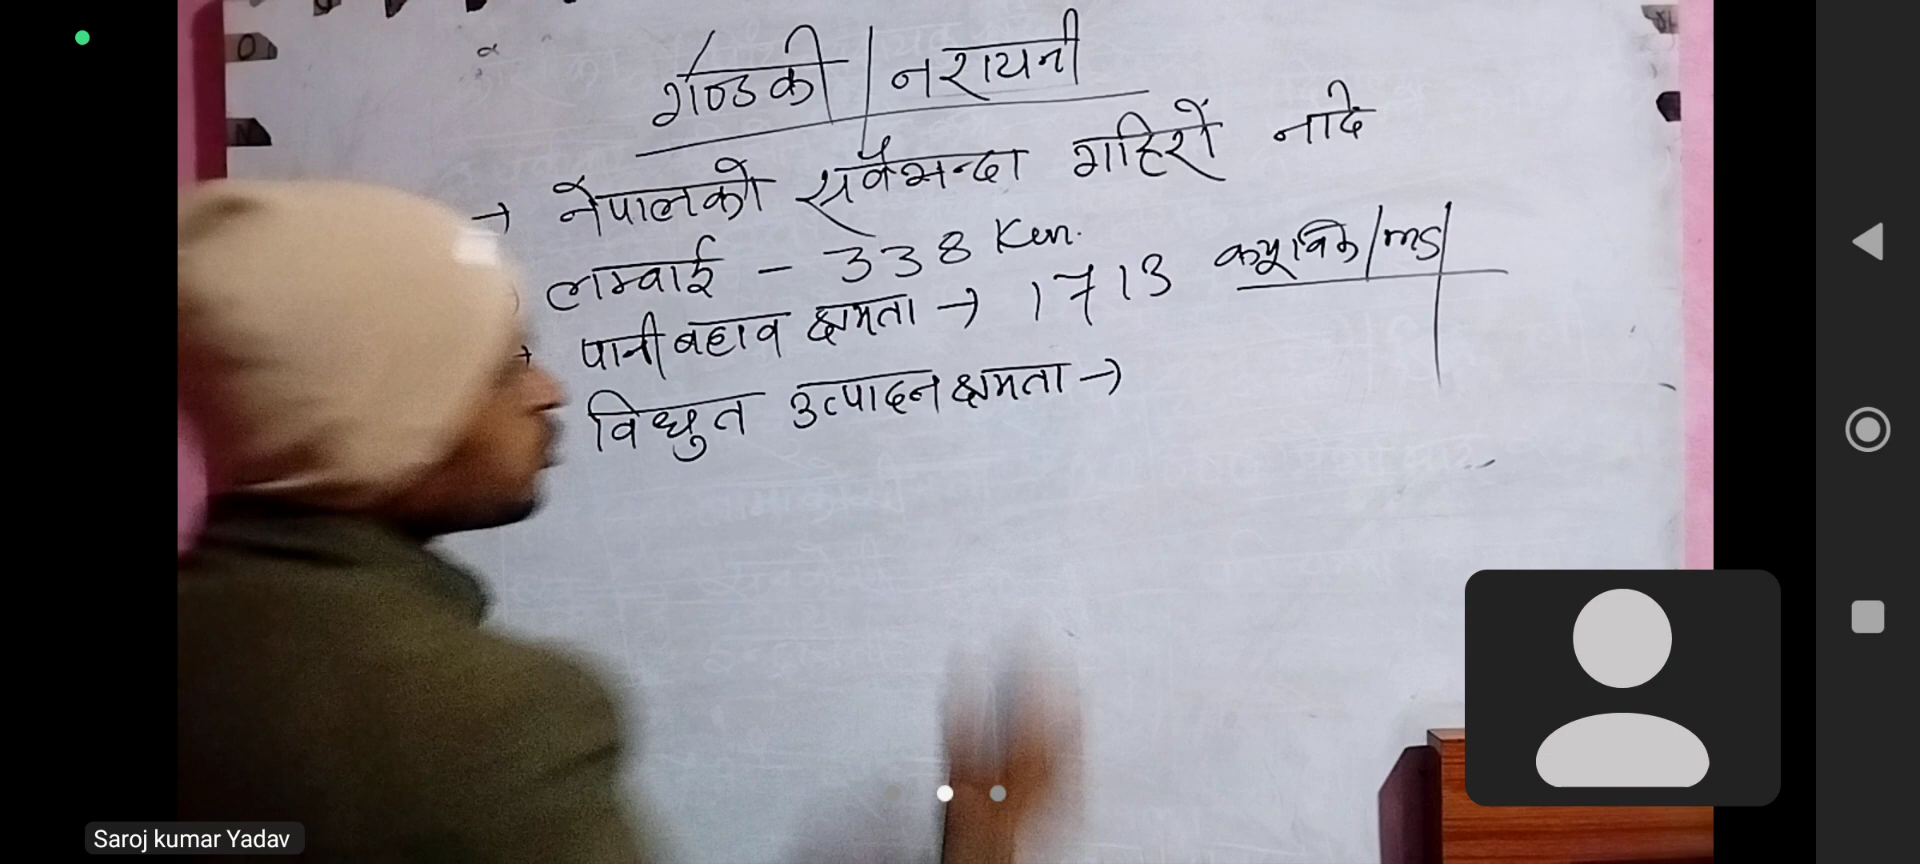 गण्डकी / नरायनी
→ नेपालको सर्वैभन्दा गहिरो नदि
लम्वाई - 338 Km.
→ पानी बहाव क्षमता → 1713 क्यूविक/ms
विधुत उत्पादन क्षमता →
Saroj kumar Yadav